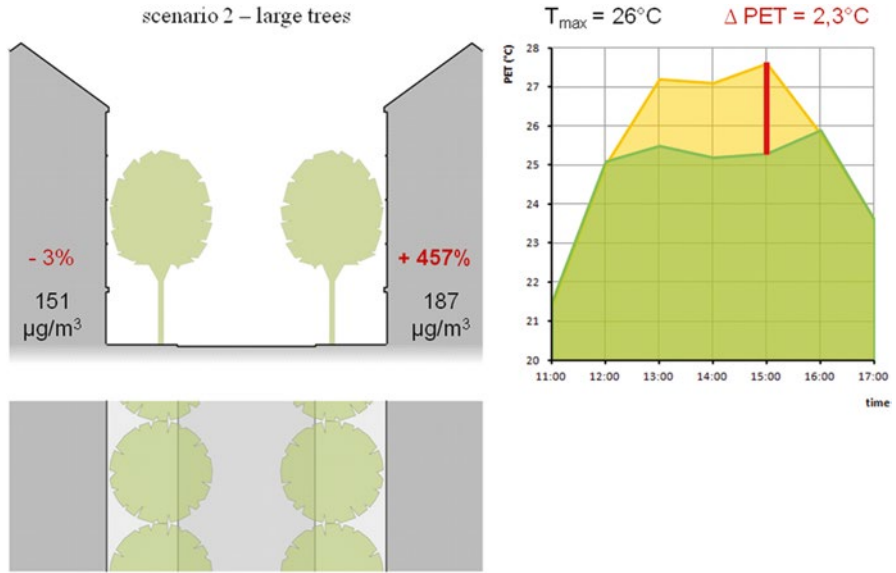 scenario 2 – large trees
- 3%
151
µg/m³
+ 457%
187
µg/m³
Tmax = 26°C
Δ PET = 2,3°C
PET (°C)
28
27
26
25
24
23
22
21
20
11:00 12:00 13:00 14:00 15:00 16:00 17:00
time